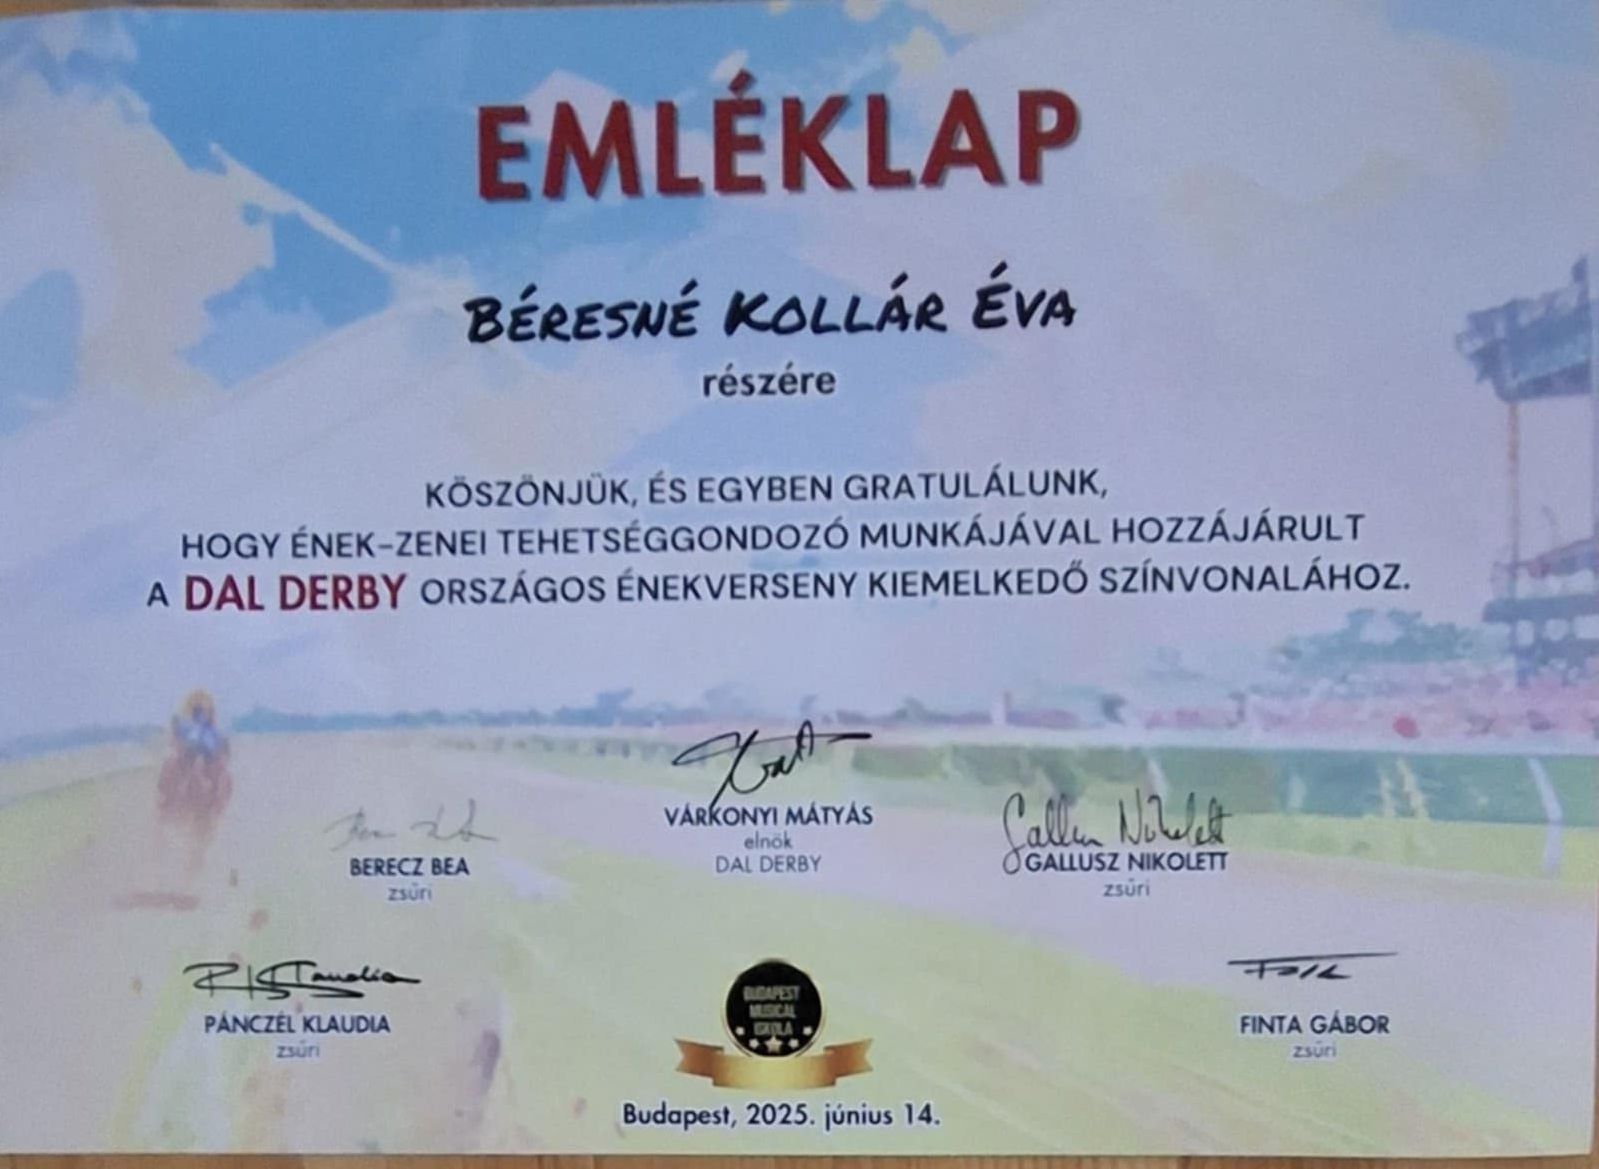 EMLÉKLAP
BÉRESNÉ KOLLÁR ÉVA
részére
KÖSZÖNJÜK, ÉS EGYBEN GRATULÁLUNK,
HOGY ÉNEK-ZENEI TEHETSÉGGONDOZÓ MUNKÁJÁVAL HOZZÁJÁRULT
A DAL DERBY ORSZÁGOS ÉNEKVERSENY KIEMELKEDŐ SZÍNVONALÁHOZ.
VÁRKONYI MÁTYÁS
elnök
DAL DERBY
BERECZ BEA
zsűri
Gallusz Nikolett
GALLUSZ NIKOLETT
zsűri
PÁNCZÉL KLAUDIA
zsűri
FINTA GÁBOR
zsűri
BUDAPEST
MUSICAL
ISKOLA
Budapest, 2025. június 14.